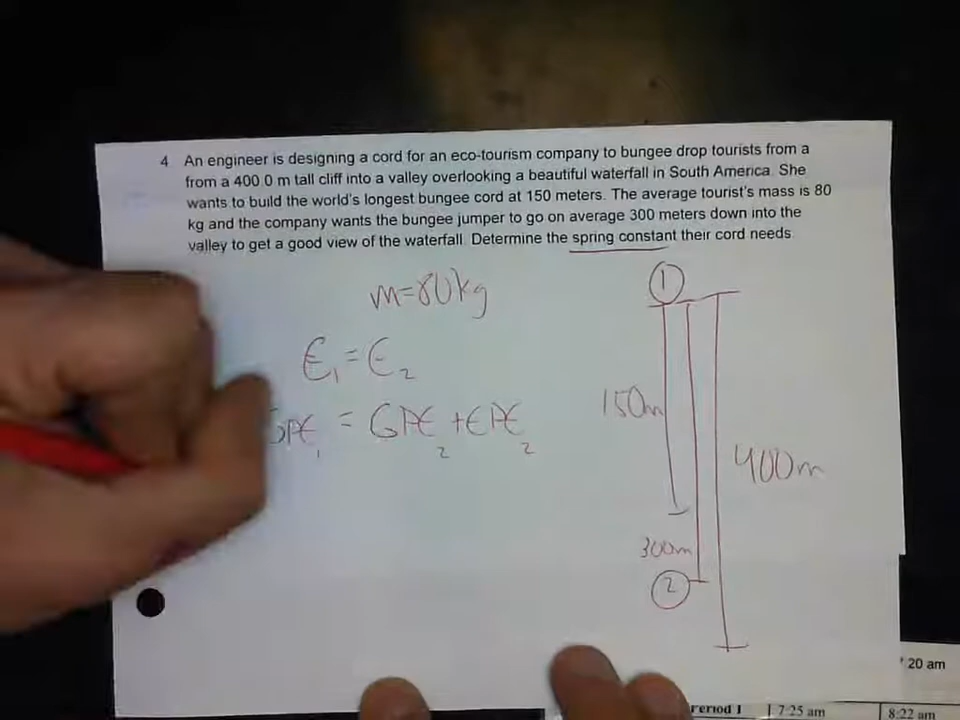 4 An engineer is designing a cord for an eco-tourism company to bungee drop tourists from a
from a 400.0 m tall cliff into a valley overlooking a beautiful waterfall in South America. She
wants to build the world's longest bungee cord at 150 meters. The average tourist's mass is 80
kg and the company wants the bungee jumper to go on average 300 meters down into the
valley to get a good view of the waterfall. Determine the spring constant their cord needs.
m=80kg
E1 = E2
GPE1 = GPE2 + EPE2
1
150m
400m
300m
2
20 am
Period 1 7:25 am 8:22 am